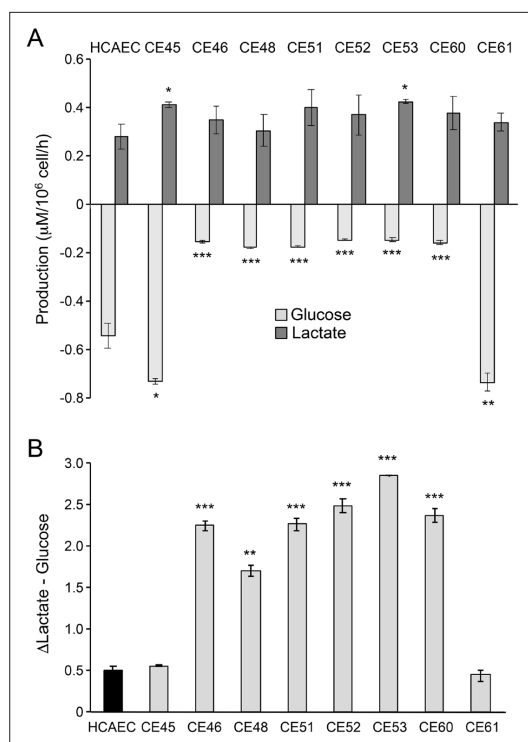 A
HCAEC CE45 CE46 CE48 CE51 CE52 CE53 CE60 CE61
0.6
0.4
0.2
0
-0.2
-0.4
-0.6
-0.8
Production (μM/10⁶ cell/h)
* *
*** *** *** *** *** ***
* **
Glucose
Lactate
B
3.0
2.5
2.0
1.5
1.0
0.5
0
ΔLactate - Glucose
*** ** *** *** *** ***
HCAEC CE45 CE46 CE48 CE51 CE52 CE53 CE60 CE61